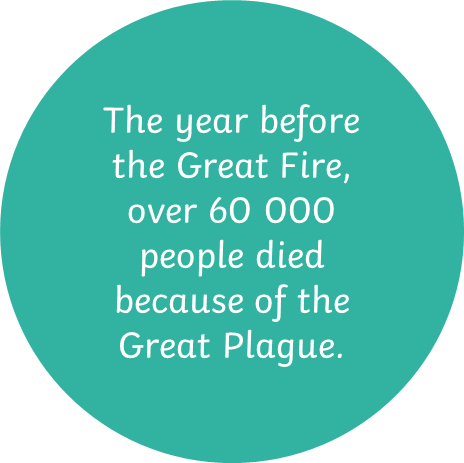 The year before
the Great Fire,
over 60 000
people died
because of the
Great Plague.